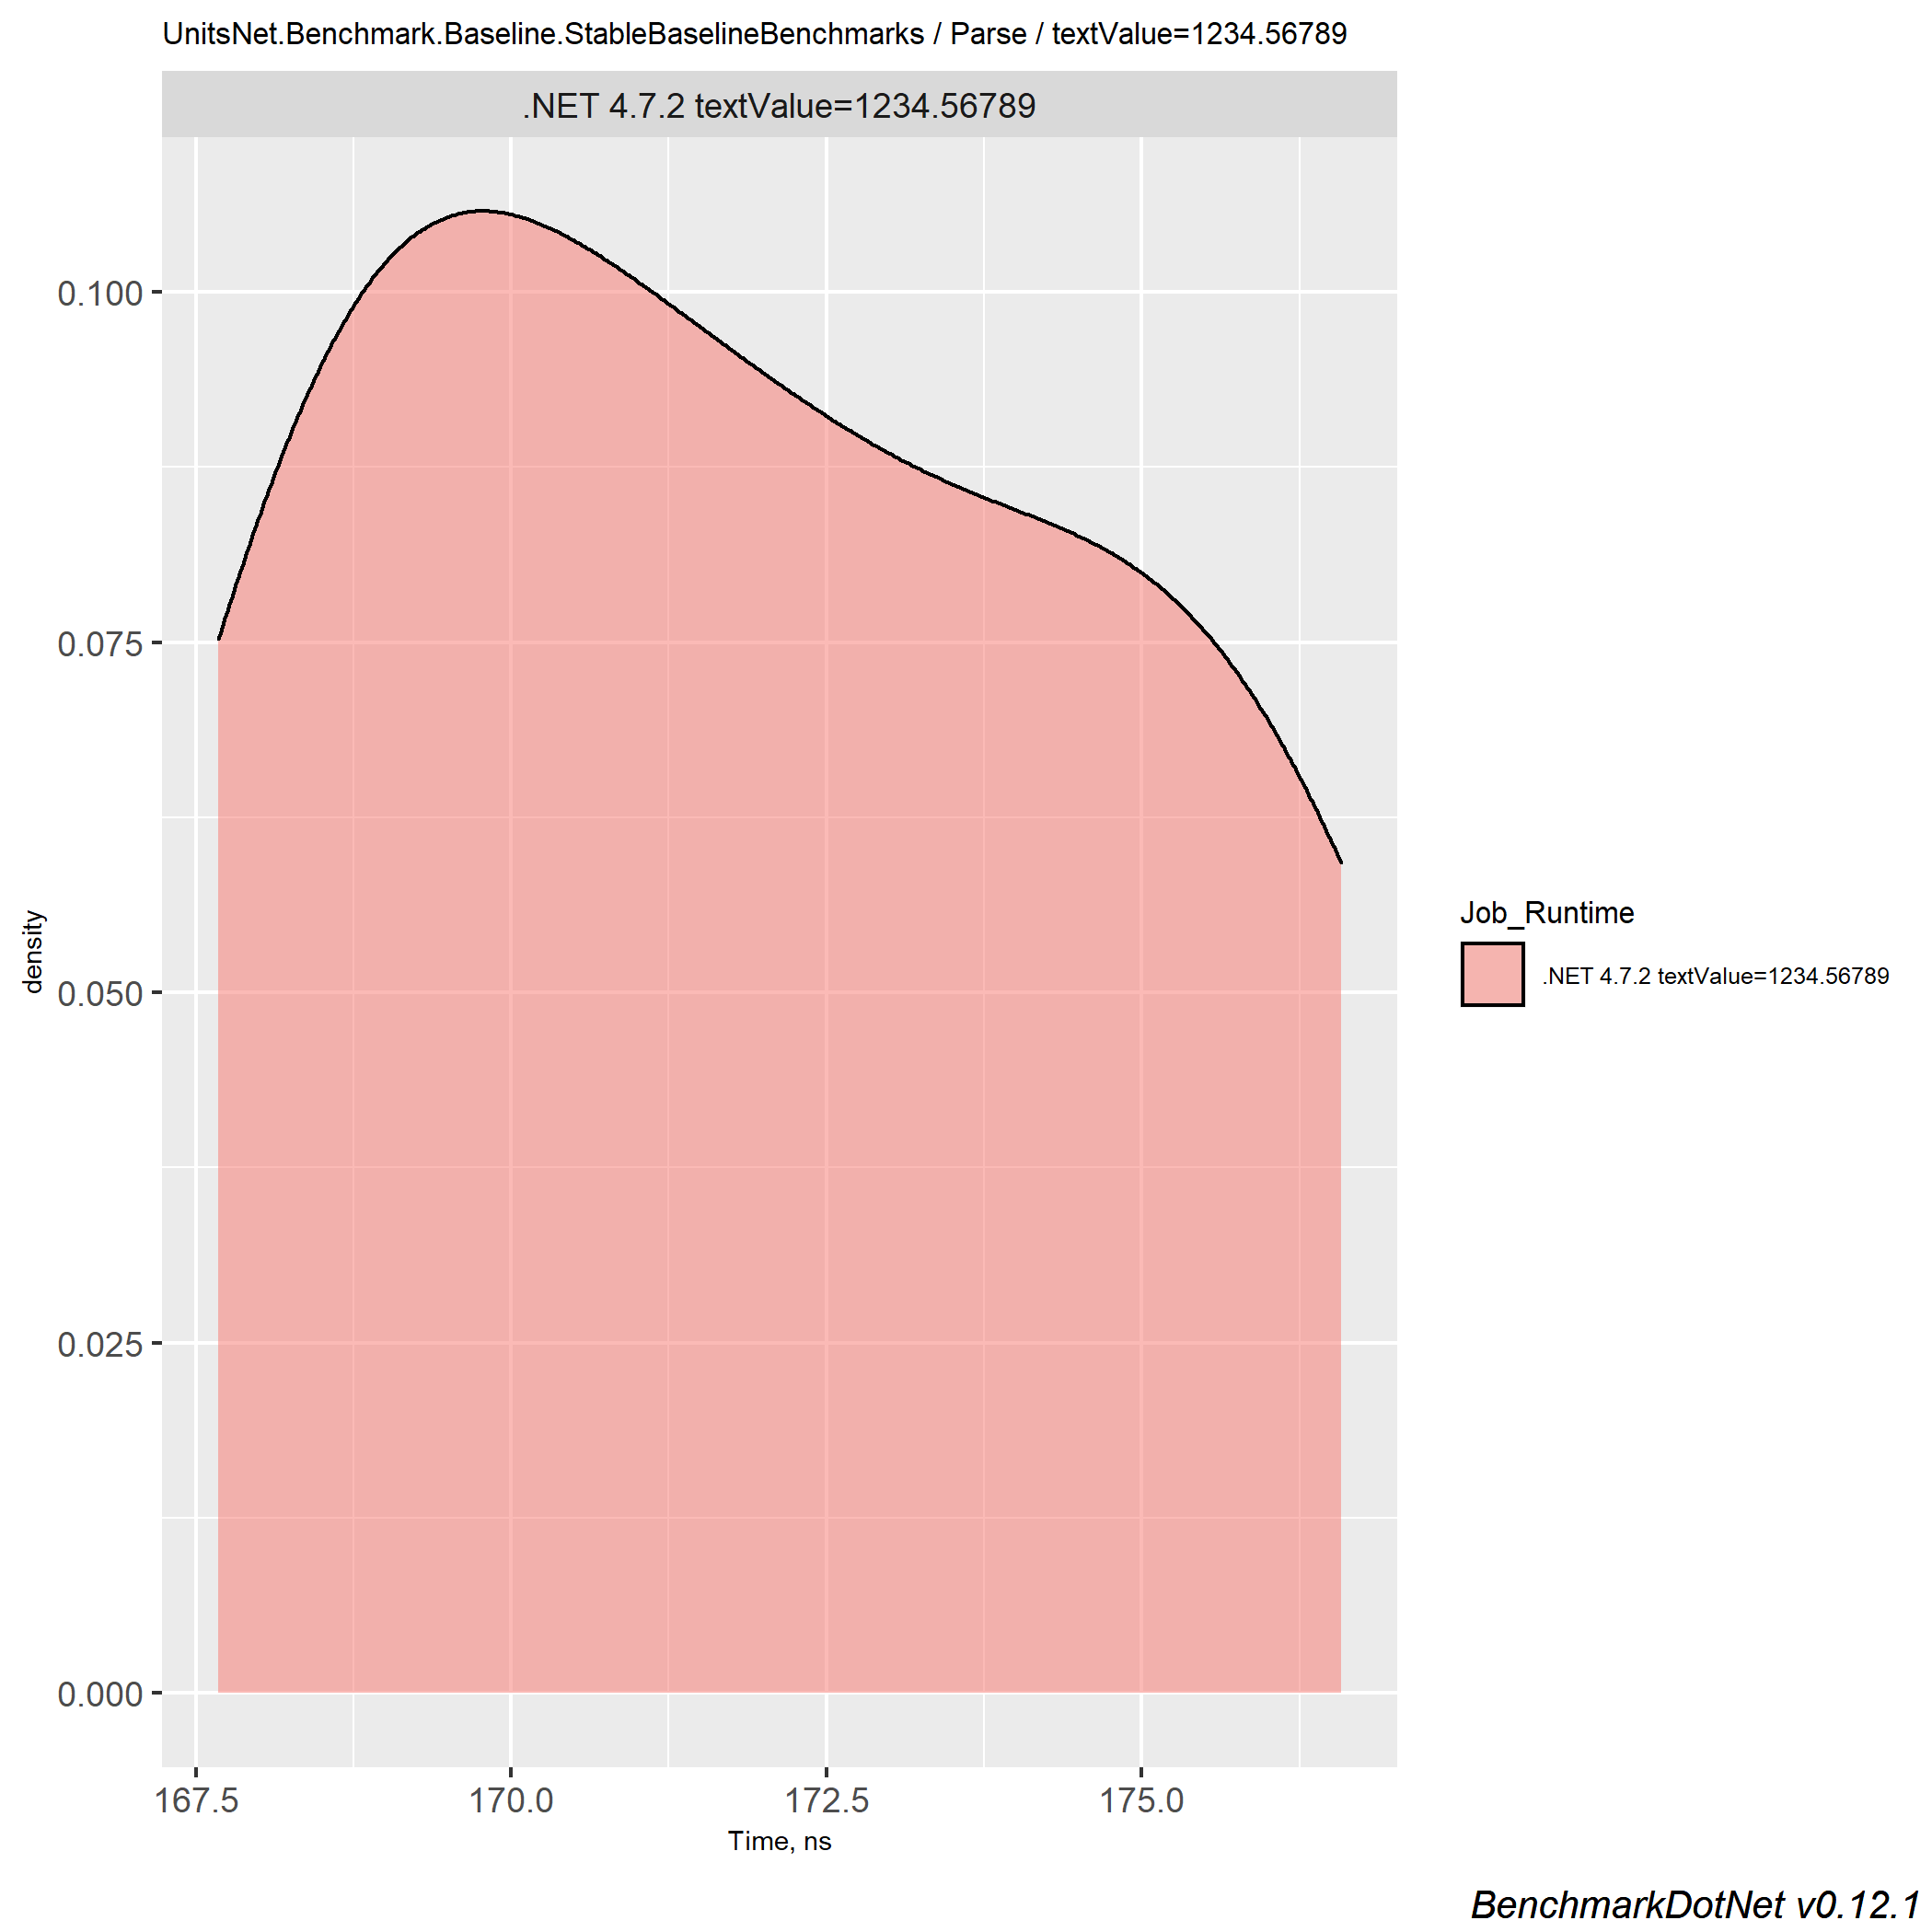 UnitsNet.Benchmark.Baseline.StableBaselineBenchmarks / Parse / textValue=1234.56789
.NET 4.7.2 textValue=1234.56789
0.100
0.075
0.050
0.025
0.000
density
167.5 170.0 172.5 175.0
Time, ns
Job_Runtime
.NET 4.7.2 textValue=1234.56789
BenchmarkDotNet v0.12.1